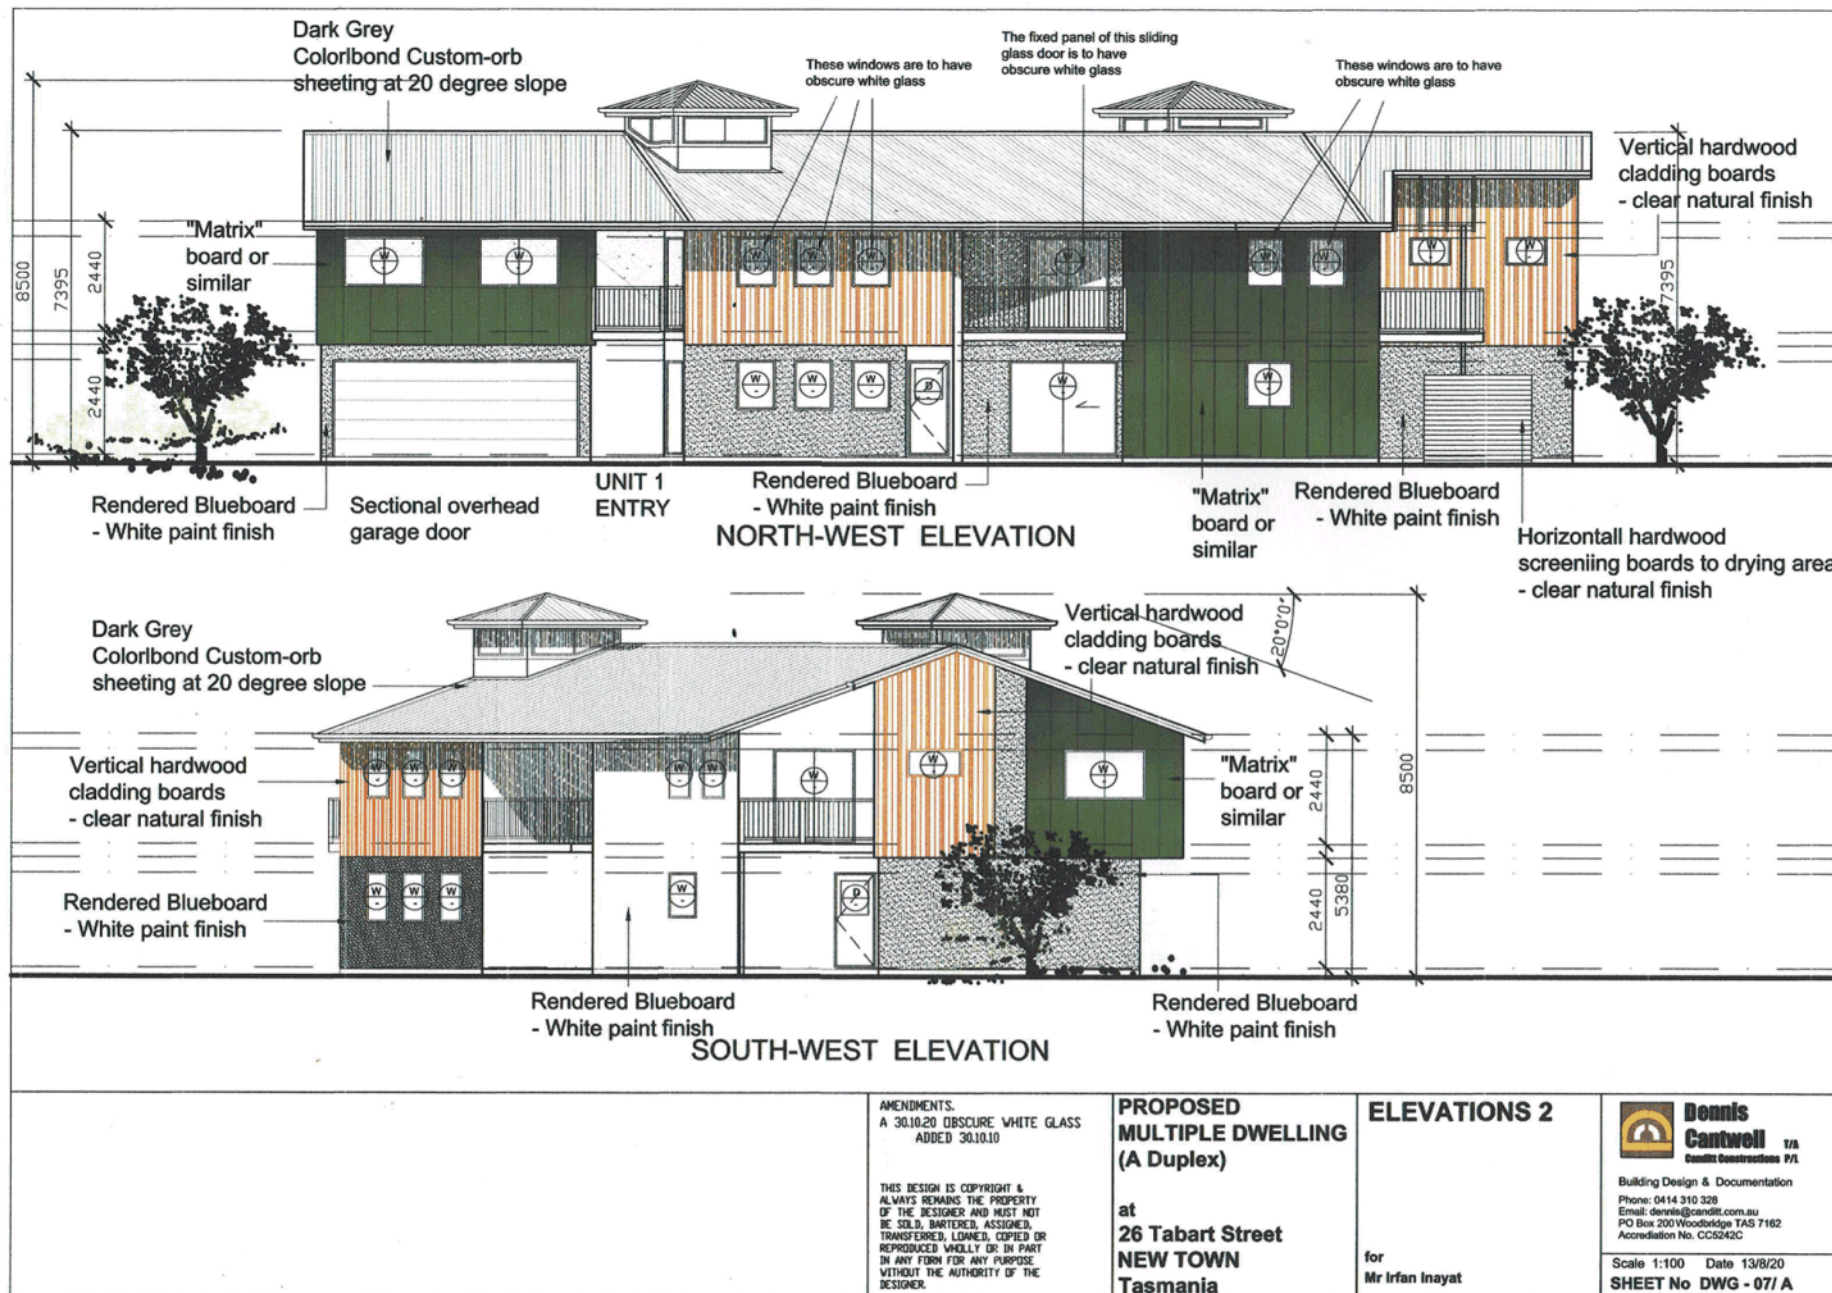 Dark Grey
Colorlbond Custom-orb
sheeting at 20 degree slope
These windows are to have
obscure white glass
The fixed panel of this sliding
glass door is to have
obscure white glass
These windows are to have
obscure white glass
Vertical hardwood
cladding boards
- clear natural finish
"Matrix"
board or
similar
8500
7395
2440
2440
7395
W
W
W
W
W
W
W
W
W
W
W
W
W
D
W
W
Rendered Blueboard
- White paint finish
Sectional overhead
garage door
UNIT 1
ENTRY
Rendered Blueboard
- White paint finish
"Matrix"
board or
similar
Rendered Blueboard
- White paint finish
Horizontall hardwood
screeniing boards to drying area
- clear natural finish
NORTH-WEST ELEVATION
Dark Grey
Colorlbond Custom-orb
sheeting at 20 degree slope
Vertical hardwood
cladding boards
- clear natural finish
20°0'0"
Vertical hardwood
cladding boards
- clear natural finish
"Matrix"
board or
similar
2440
2440
5380
8500
W
W
W
W
W
W
W
W
W
W
W
W
D
Rendered Blueboard
- White paint finish
Rendered Blueboard
- White paint finish
Rendered Blueboard
- White paint finish
SOUTH-WEST ELEVATION
AMENDMENTS.
A 30.10.20 OBSCURE WHITE GLASS
ADDED 30.10.10
THIS DESIGN IS COPYRIGHT &
ALWAYS REMAINS THE PROPERTY
OF THE DESIGNER AND MUST NOT
BE SOLD, BARTERED, ASSIGNED,
TRANSFERRED, LOANED, COPIED OR
REPRODUCED WHOLLY OR IN PART
IN ANY FORM FOR ANY PURPOSE
WITHOUT THE AUTHORITY OF THE
DESIGNER.
PROPOSED
MULTIPLE DWELLING
(A Duplex)
at
26 Tabart Street
NEW TOWN
Tasmania
ELEVATIONS 2
for
Mr Irfan Inayat
Dennis
Cantwell T/A
Canditt Constructions P/L
Building Design & Documentation
Phone: 0414 310 328
Email: dennis@canditt.com.au
PO Box 200 Woodbridge TAS 7162
Accrediation No. CC5242C
Scale 1:100 Date 13/8/20
SHEET No DWG - 07/ A